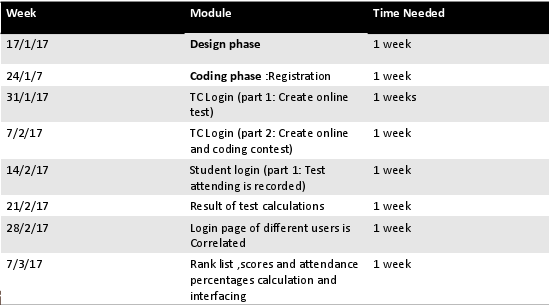 Week Module Time Needed
17/1/17 Design phase 1 week
24/1/7 Coding phase :Registration 1 week
31/1/17 TC Login (part 1: Create online 1 weeks
test)
7/2/17 TC Login (part 2: Create online 1 week
and coding contest)
14/2/17 Student login (part 1: Test 1 week
attending is recorded)
21/2/17 Result of test calculations 1 week
28/2/17 Login page of different users is 1 week
Correlated
7/3/17 Rank list ,scores and attendance 1 week
percentages calculation and
interfacing